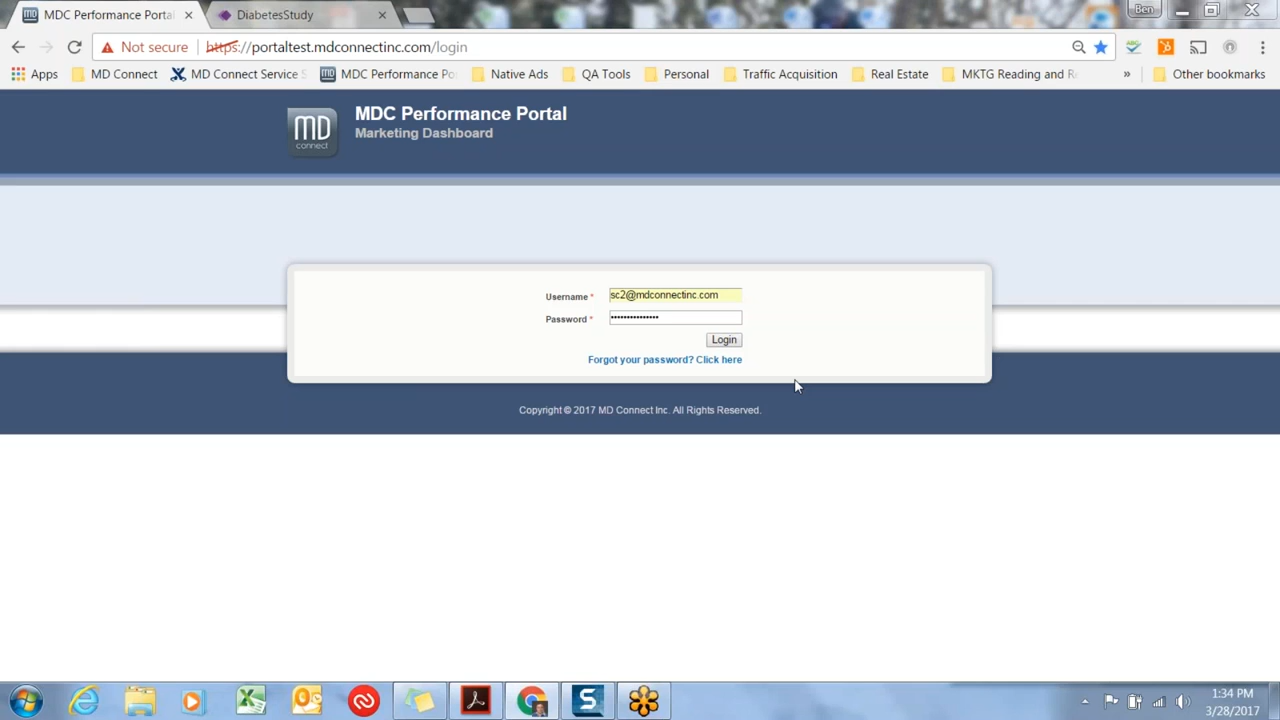 MDC Performance Portal
DiabetesStudy
Ben
Not secure
https://portaltest.mdconnectinc.com/login
Apps
MD Connect
MD Connect Service S
MDC Performance Po
Native Ads
QA Tools
Personal
Traffic Acquisition
Real Estate
MKTG Reading and R
»
Other bookmarks
MD
connect
MDC Performance Portal
Marketing Dashboard
Username *
sc2@mdconnectinc.com
Password *
•••••••••••••••
Login
Forgot your password? Click here
Copyright © 2017 MD Connect Inc. All Rights Reserved.
1:34 PM
3/28/2017